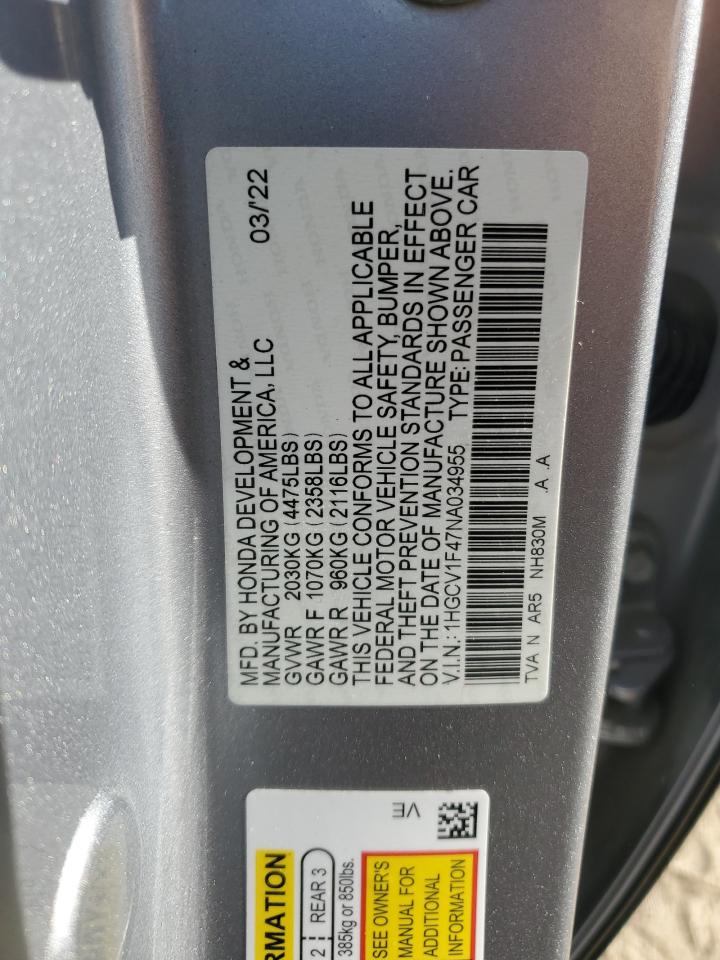 MFD. BY HONDA DEVELOPMENT &
MANUFACTURING OF AMERICA, LLC 03/'22
GVWR 2030KG (4475LBS)
GAWR F 1070KG (2358LBS)
GAWR R 960KG (2116LBS)
THIS VEHICLE CONFORMS TO ALL APPLICABLE
FEDERAL MOTOR VEHICLE SAFETY, BUMPER,
AND THEFT PREVENTION STANDARDS IN EFFECT
ON THE DATE OF MANUFACTURE SHOWN ABOVE.
V.I.N.: 1HGCV1F47NA034955 TYPE: PASSENGER CAR
TVA N AR5 NH830M .A .A
RMATION
2 REAR 3
385kg or 850lbs.
SEE OWNER'S
MANUAL FOR
ADDITIONAL
INFORMATION
VE